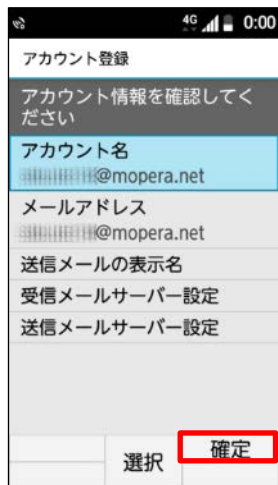 4G 0:00
アカウント登録
アカウント情報を確認してく
ださい
アカウント名
@mopera.net
メールアドレス
@mopera.net
送信メールの表示名
受信メールサーバー設定
送信メールサーバー設定
選択
確定